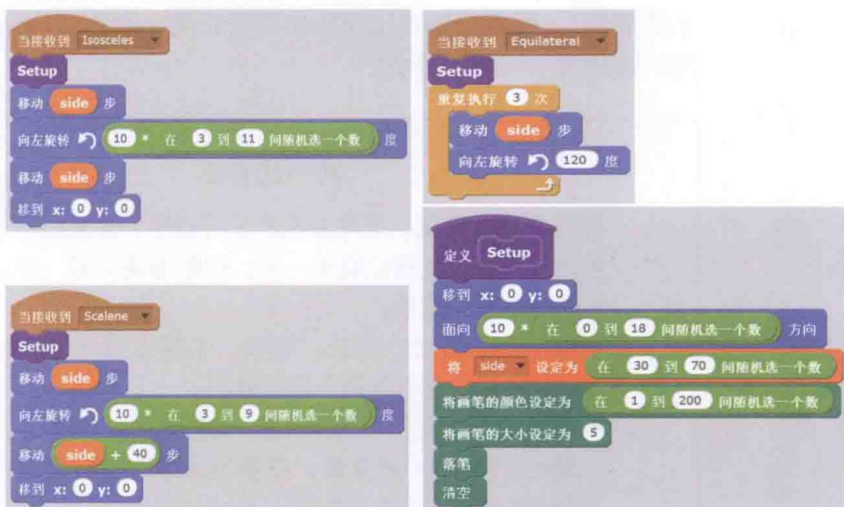 当接收到 Isosceles
Setup
移动 side 步
向左旋转 10 * 在 3 到 11 间随机选一个数 度
移动 side 步
移到 x: 0 y: 0
当接收到 Equilateral
Setup
重复执行 3 次
移动 side 步
向左旋转 120 度
当接收到 Scalene
Setup
移动 side 步
向左旋转 10 * 在 3 到 9 间随机选一个数 度
移动 side + 40 步
移到 x: 0 y: 0
定义 Setup
移到 x: 0 y: 0
面向 10 * 在 0 到 18 间随机选一个数 方向
将 side 设定为 在 30 到 70 间随机选一个数
将画笔的颜色设定为 在 1 到 200 间随机选一个数
将画笔的大小设定为 5
落笔
清空